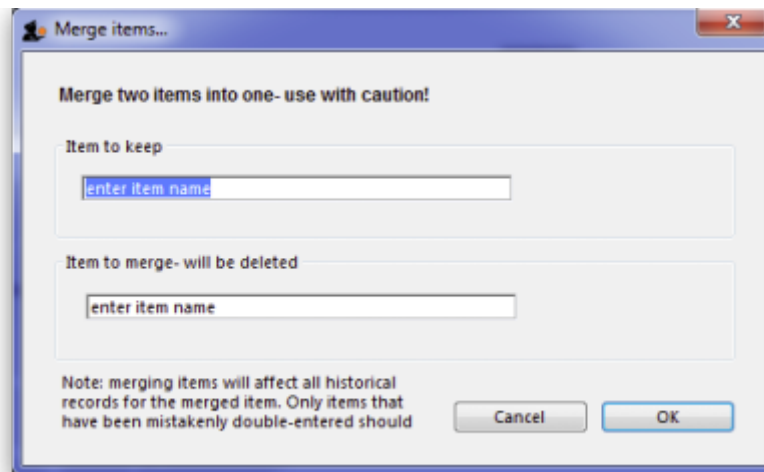 Merge items...
Merge two items into one- use with caution!
Item to keep
enter item name
Item to merge- will be deleted
enter item name
Note: merging items will affect all historical
records for the merged item. Only items that
have been mistakenly double-entered should
Cancel
OK